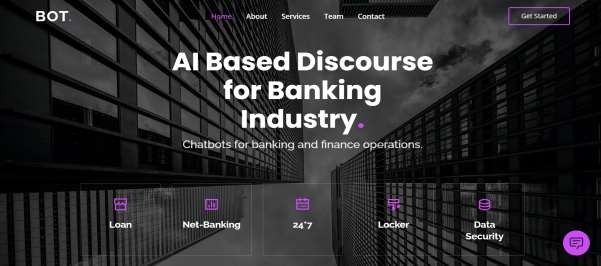 BOT.
Home About Services Team Contact
Get Started
AI Based Discourse
for Banking
Industry.
Chatbots for banking and finance operations.
Loan
Net-Banking
24*7
Locker
Data
Security